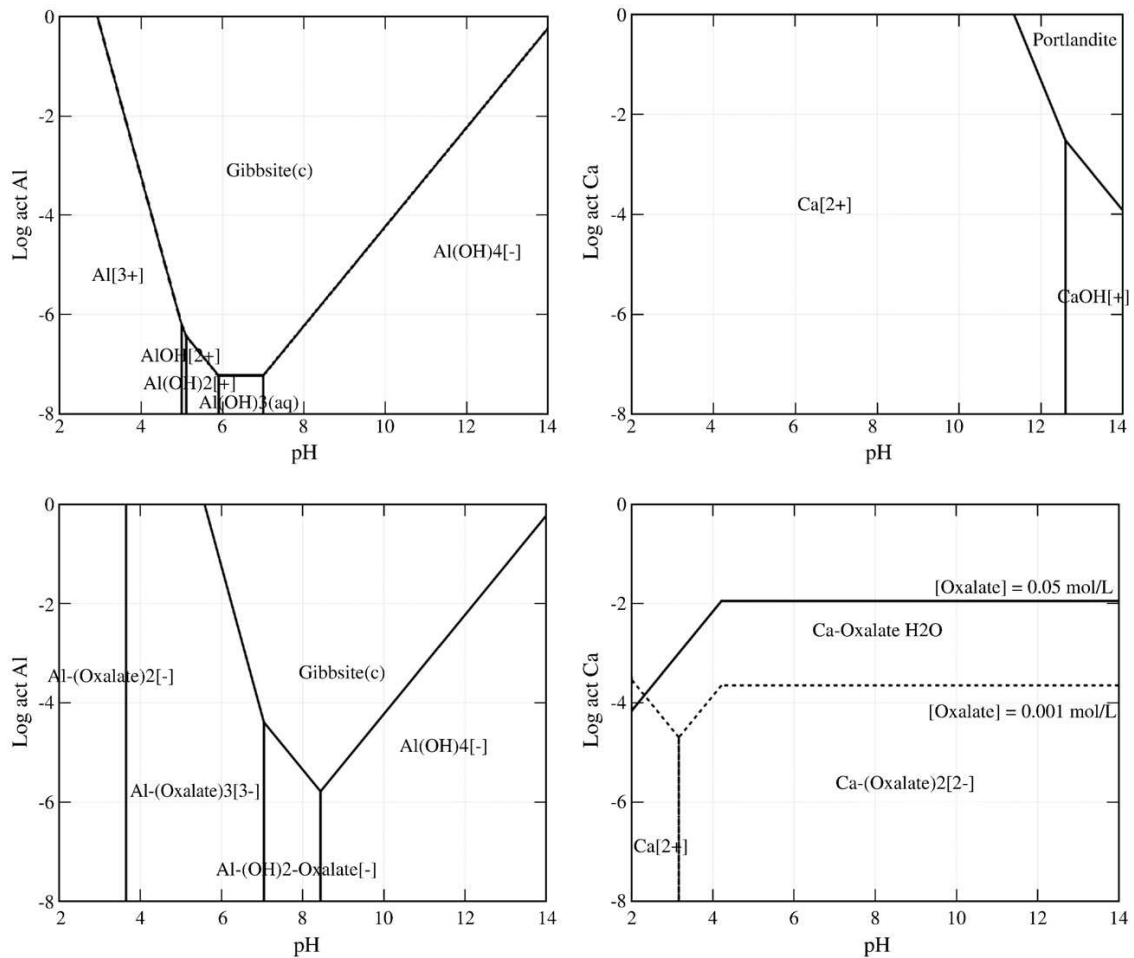 0
-2
-4
-6
-8
Log act Al
Gibbsite(c)
Al(OH)4[-]
Al[3+]
AlOH[2+]
Al(OH)2[+]
Al(OH)3(aq)
2 4 6 8 10 12 14
pH
0
-2
-4
-6
-8
Log act Ca
Portlandite
Ca[2+]
CaOH[+]
2 4 6 8 10 12 14
pH
0
-2
-4
-6
-8
Log act Al
Al-(Oxalate)2[-]
Gibbsite(c)
Al(OH)4[-]
Al-(Oxalate)3[3-]
Al-(OH)2-Oxalate[-]
2 4 6 8 10 12 14
pH
0
-2
-4
-6
-8
Log act Ca
[Oxalate] = 0.05 mol/L
Ca-Oxalate H2O
[Oxalate] = 0.001 mol/L
Ca-(Oxalate)2[2-]
Ca[2+]
2 4 6 8 10 12 14
pH